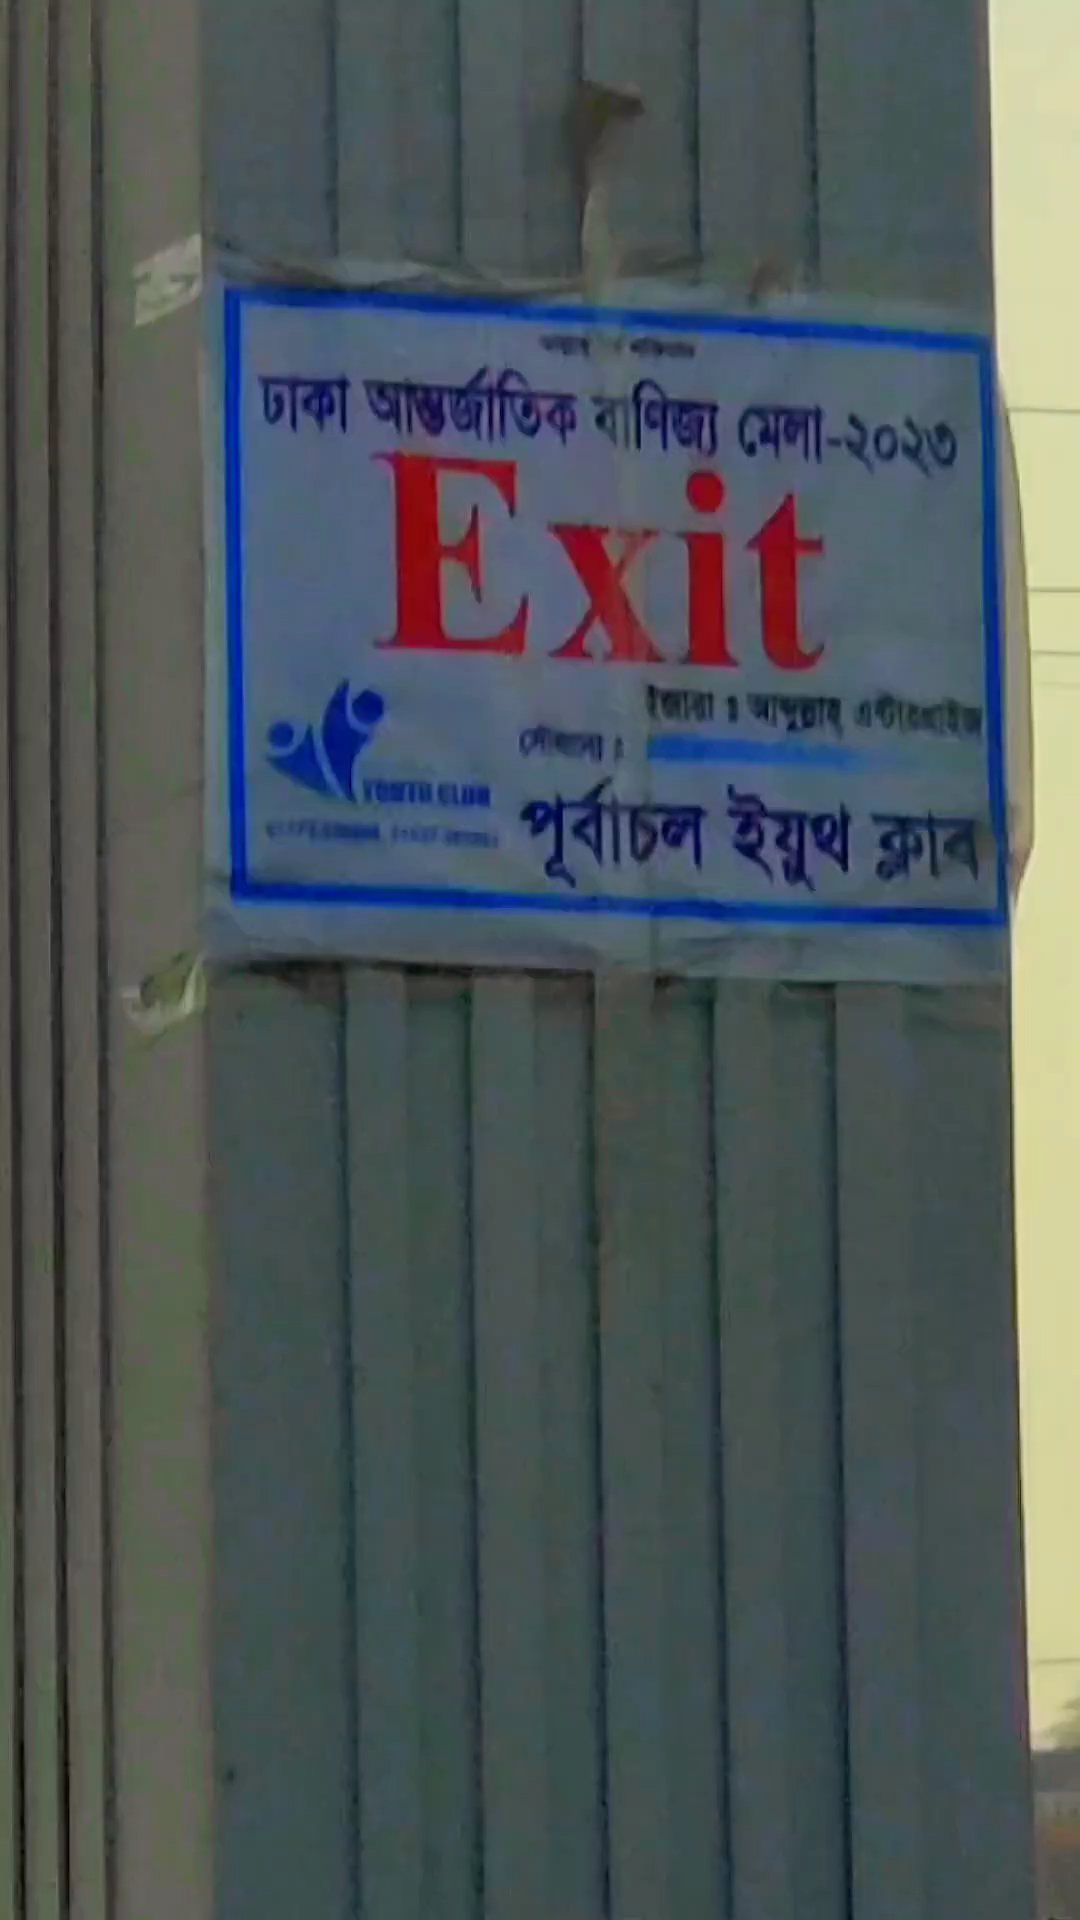 ঢাকা আন্তর্জাতিক বাণিজ্য মেলা-২০২৩
Exit
ইজারা : আব্দুল্লাহ্ এন্টারপ্রাইজ
সৌজন্যে :
YOUTH CLUB
পূর্বাচল ইয়ুথ ক্লাব